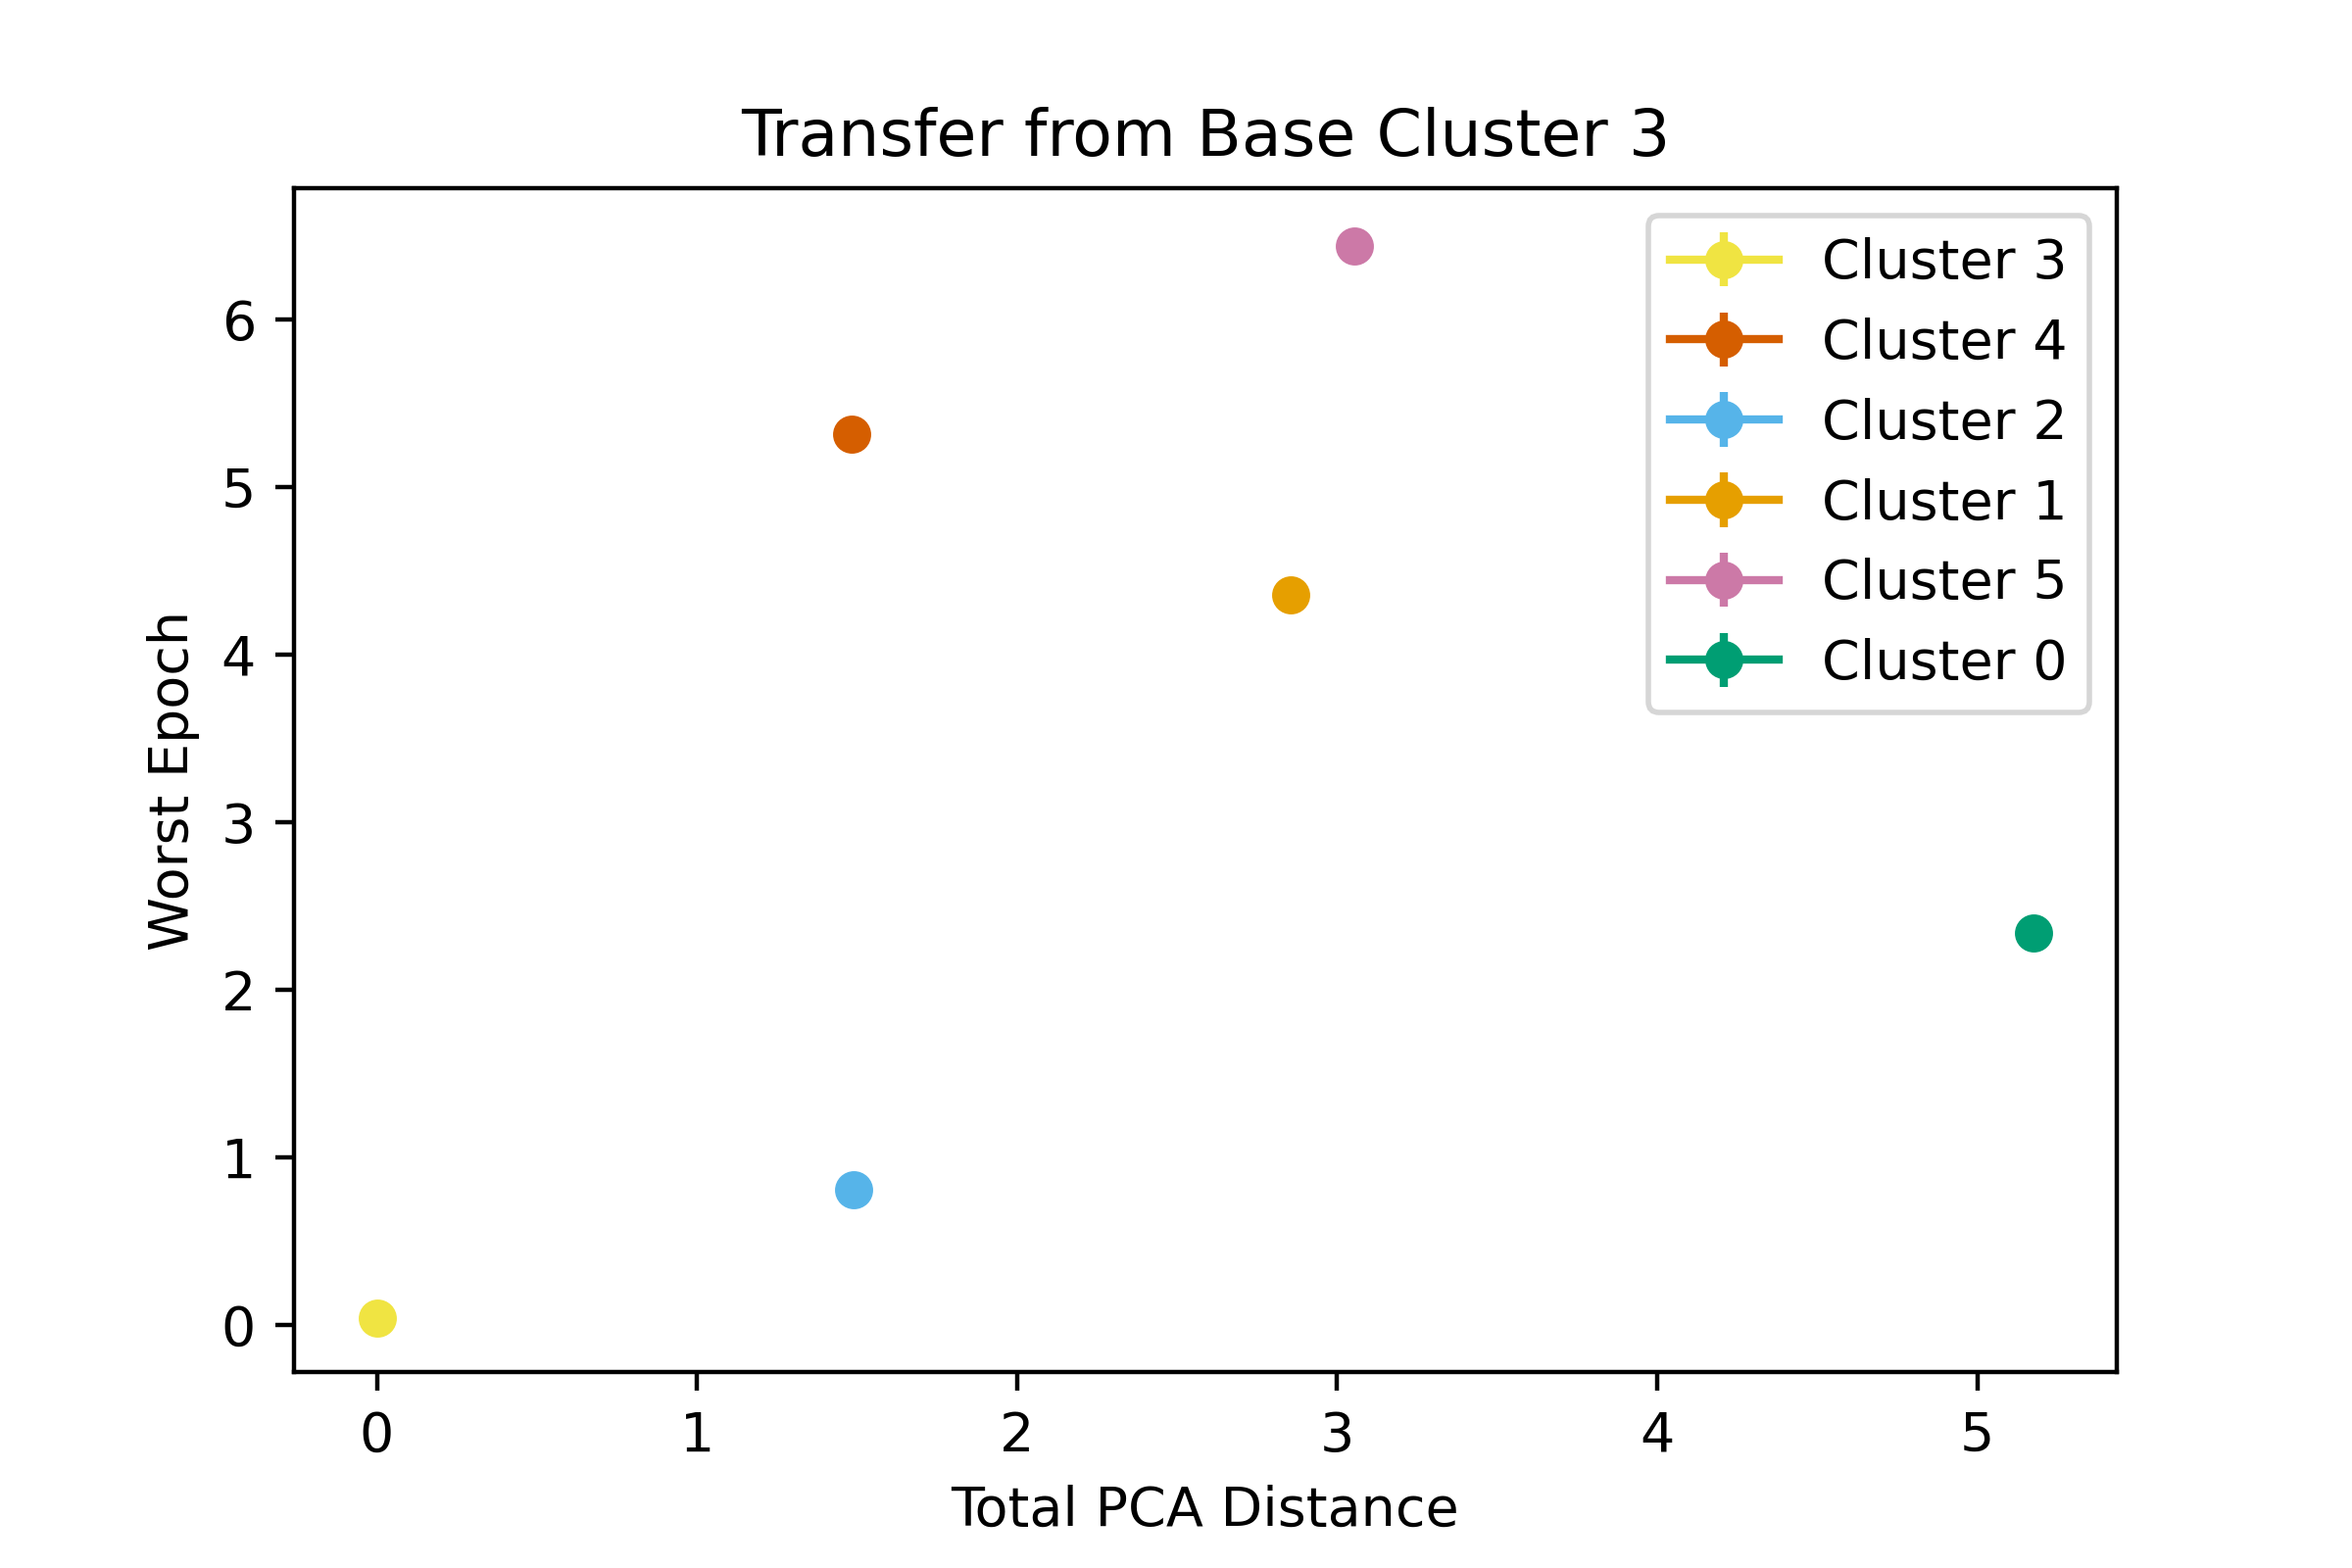 Transfer from Base Cluster 3
Cluster 3
Cluster 4
Cluster 2
Cluster 1
Cluster 5
Cluster 0
Worst Epoch
6
5
4
3
2
1
0
0 1 2 3 4 5
Total PCA Distance